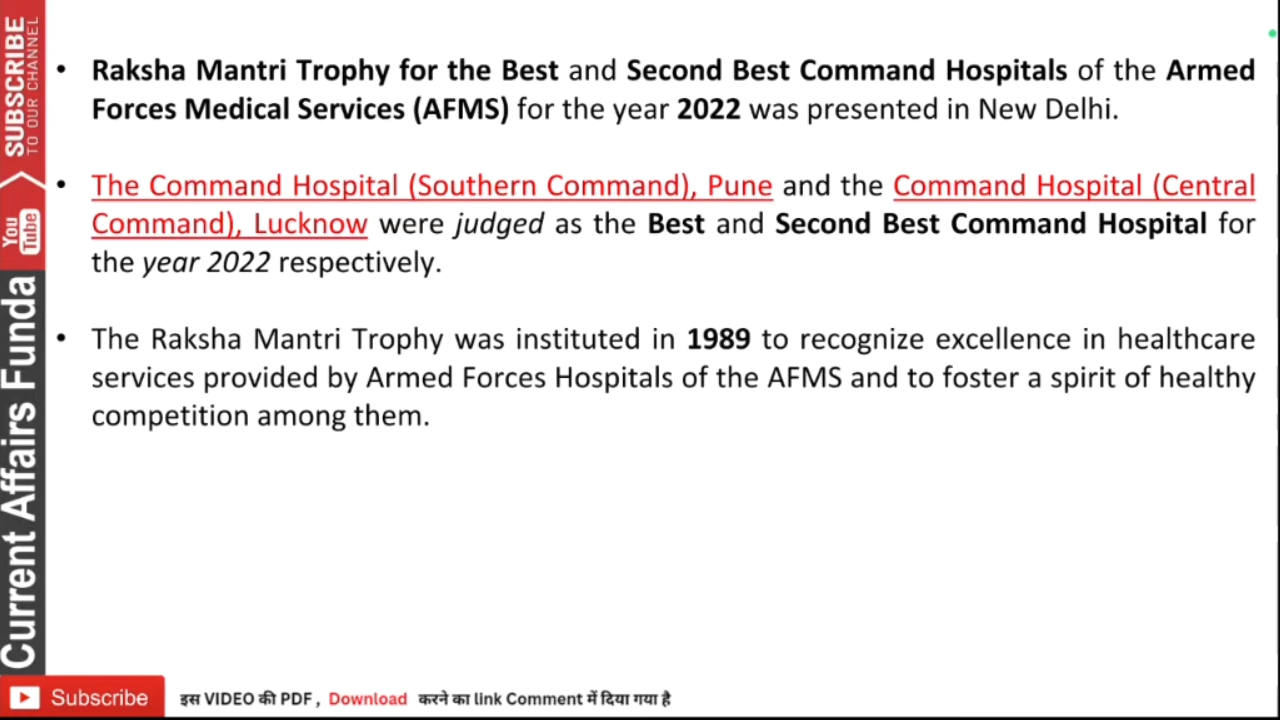 • Raksha Mantri Trophy for the Best and Second Best Command Hospitals of the Armed
Forces Medical Services (AFMS) for the year 2022 was presented in New Delhi.
• The Command Hospital (Southern Command), Pune and the Command Hospital (Central
Command), Lucknow were judged as the Best and Second Best Command Hospital for
the year 2022 respectively.
• The Raksha Mantri Trophy was instituted in 1989 to recognize excellence in healthcare
services provided by Armed Forces Hospitals of the AFMS and to foster a spirit of healthy
competition among them.
SUBSCRIBE
TO OUR CHANNEL
You
Tube
Current Affairs Funda
Subscribe
इस VIDEO की PDF , Download करने का link Comment में दिया गया है